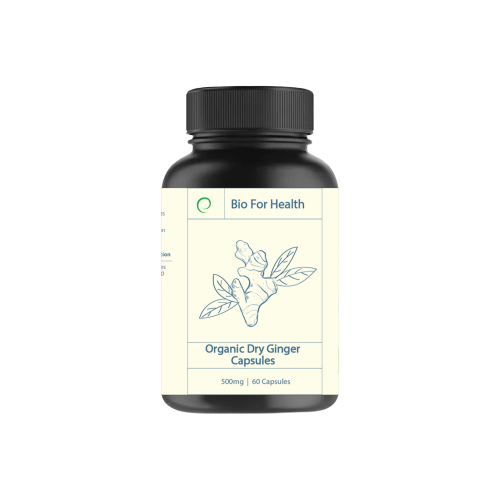 Bio For Health
Organic Dry Ginger
Capsules
500mg | 60 Capsules